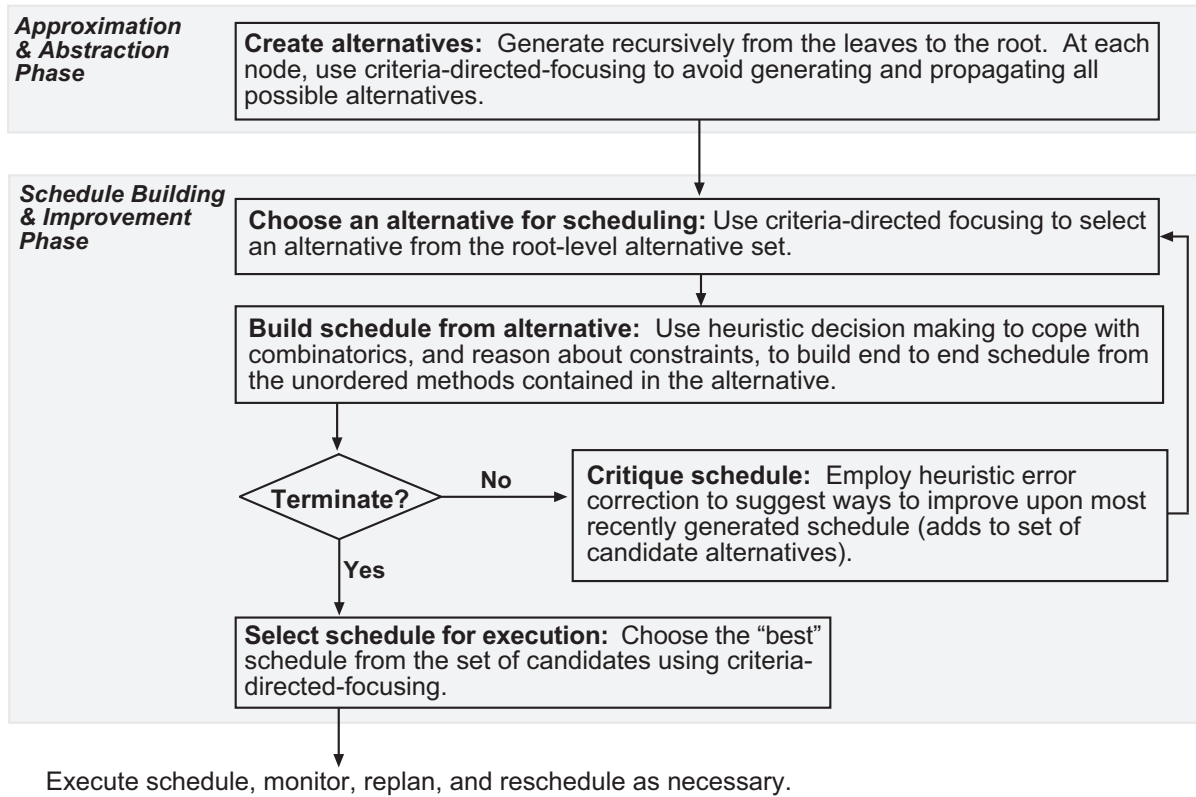 Approximation
& Abstraction
Phase
Create alternatives: Generate recursively from the leaves to the root. At each
node, use criteria-directed-focusing to avoid generating and propagating all
possible alternatives.
Schedule Building
& Improvement
Phase
Choose an alternative for scheduling: Use criteria-directed focusing to select
an alternative from the root-level alternative set.
Build schedule from alternative: Use heuristic decision making to cope with
combinatorics, and reason about constraints, to build end to end schedule from
the unordered methods contained in the alternative.
Terminate?
No
Critique schedule: Employ heuristic error
correction to suggest ways to improve upon most
recently generated schedule (adds to set of
candidate alternatives).
Yes
Select schedule for execution: Choose the “best”
schedule from the set of candidates using criteria-
directed-focusing.
Execute schedule, monitor, replan, and reschedule as necessary.